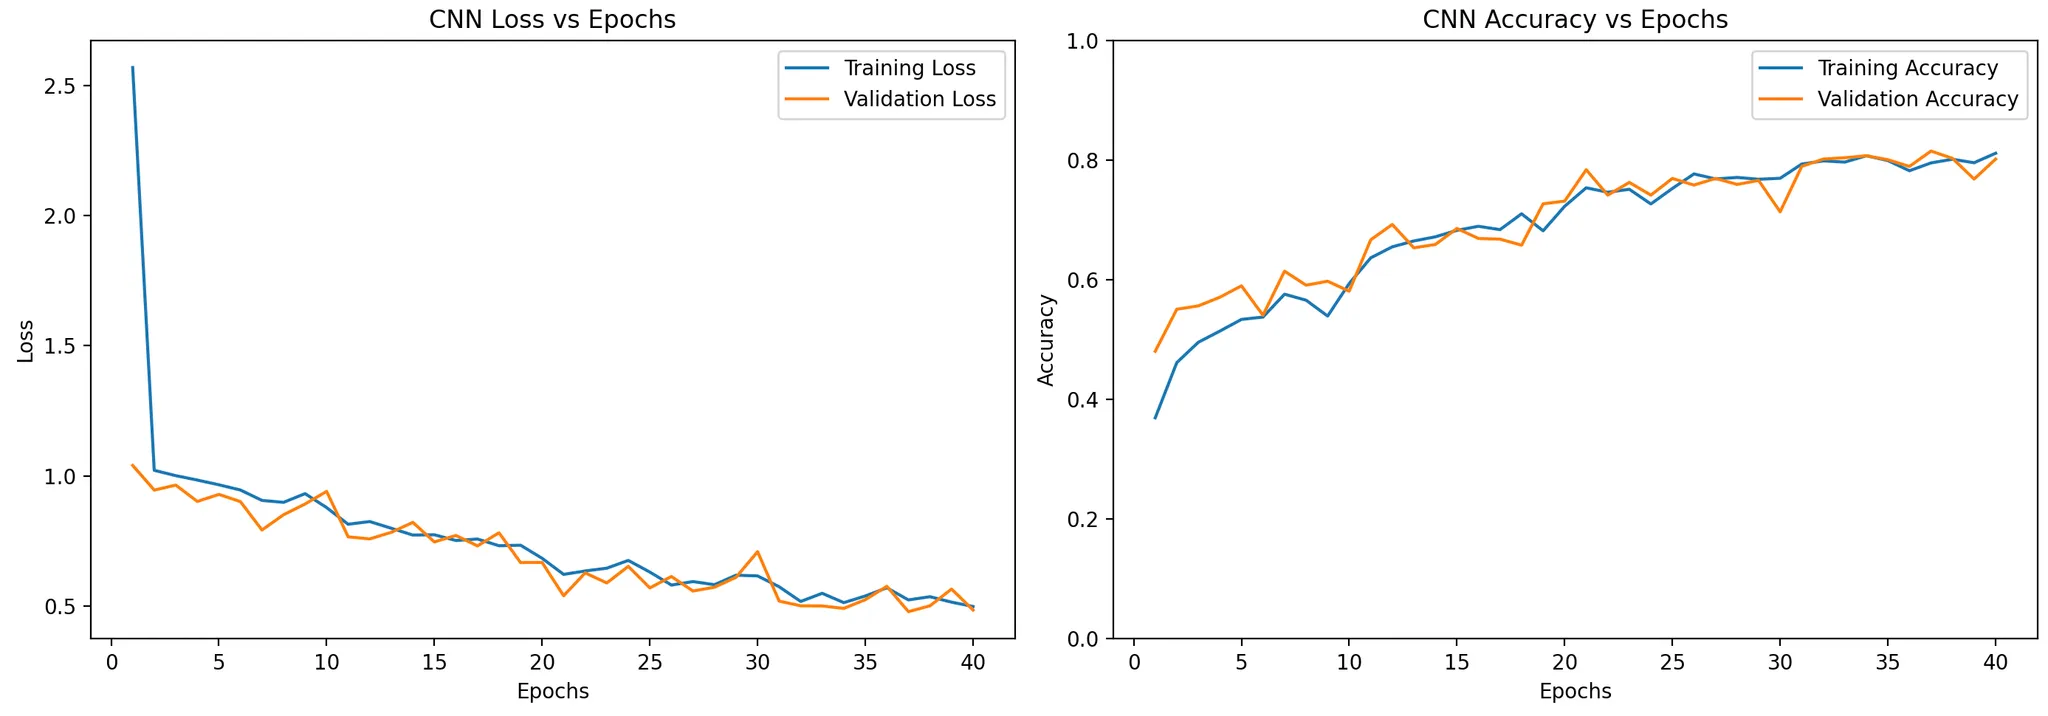 CNN Loss vs Epochs
Training Loss
Validation Loss
2.5
2.0
1.5
1.0
0.5
Loss
0 5 10 15 20 25 30 35 40
Epochs
CNN Accuracy vs Epochs
Training Accuracy
Validation Accuracy
1.0
0.8
0.6
0.4
0.2
0.0
Accuracy
0 5 10 15 20 25 30 35 40
Epochs